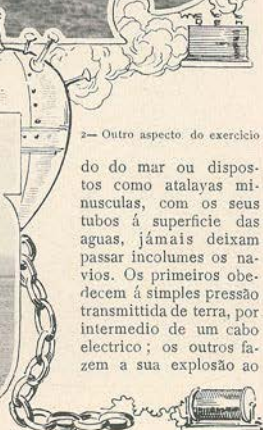 2— Outro aspecto do exercicio
do do mar ou dispos-
tos como atalayas mi-
nusculas, com os seus
tubos á superficie das
aguas, jámais deixam
passar incolumes os na-
vios. Os primeiros obe-
decem á simples pressão
transmittida de terra, por
intermedio de um cabo
electrico ; os outros fa-
zem a sua explosão ao